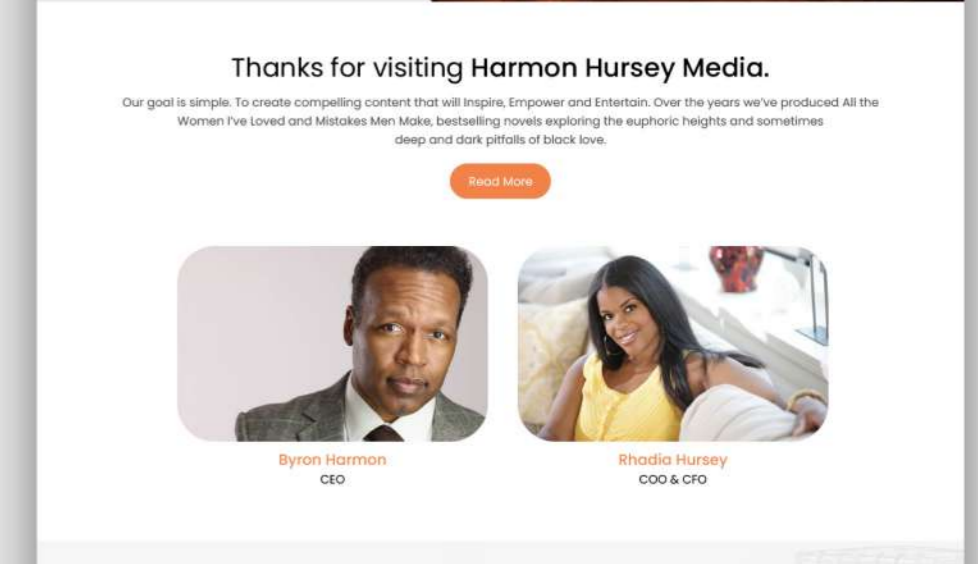 Thanks for visiting Harmon Hursey Media.
Our goal is simple. To create compelling content that will Inspire, Empower and Entertain. Over the years we've produced All the
Women I've Loved and Mistakes Men Make, bestselling novels exploring the euphoric heights and sometimes
deep and dark pitfalls of black love.
Read More
Byron Harmon
CEO
Rhadia Hursey
COO & CFO